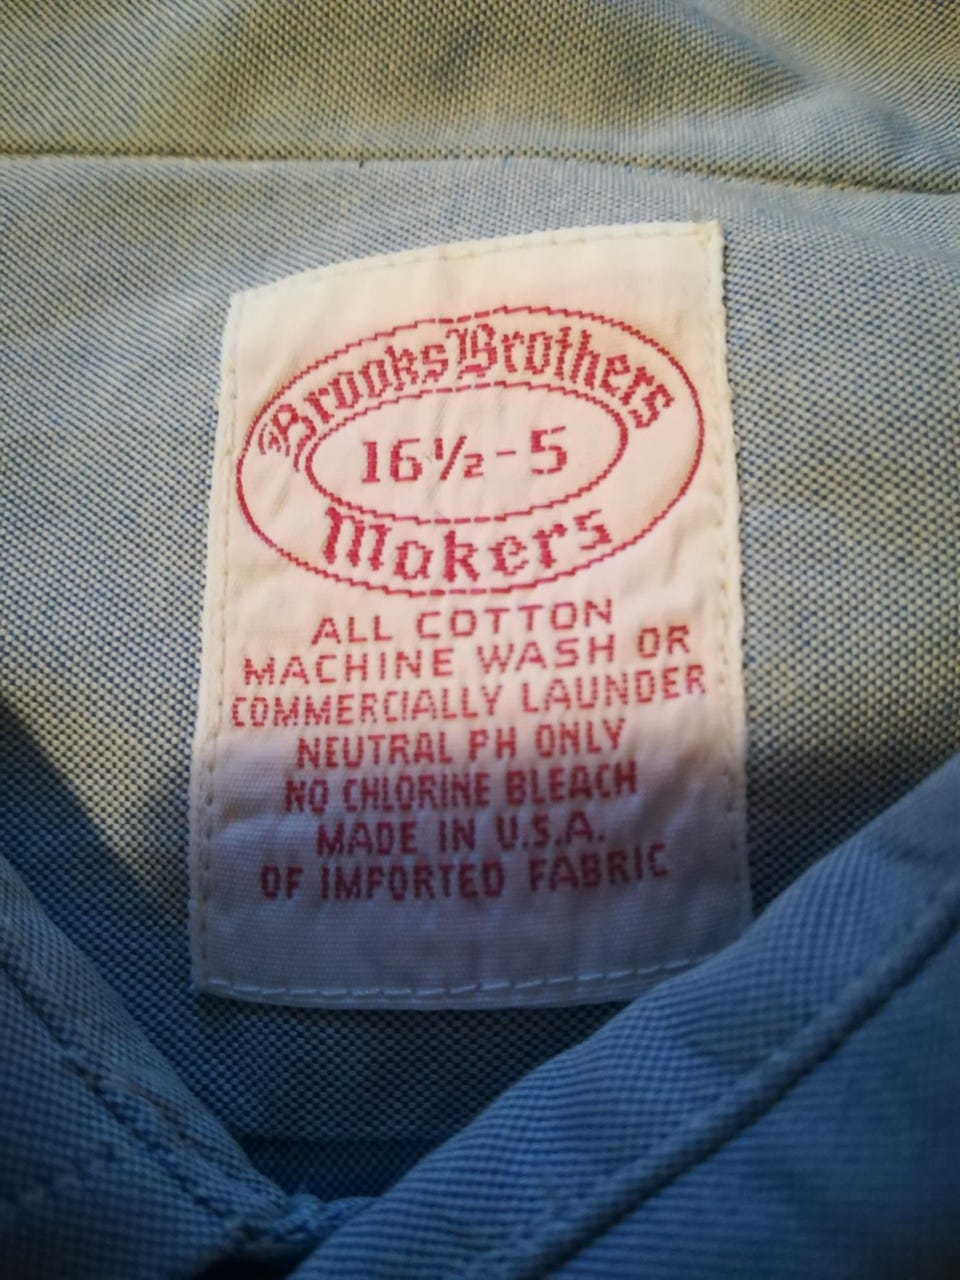 Brooks Brothers
16½-5
Makers
ALL COTTON
MACHINE WASH OR
COMMERCIALLY LAUNDER
NEUTRAL PH ONLY
NO CHLORINE BLEACH
MADE IN U.S.A.
OF IMPORTED FABRIC